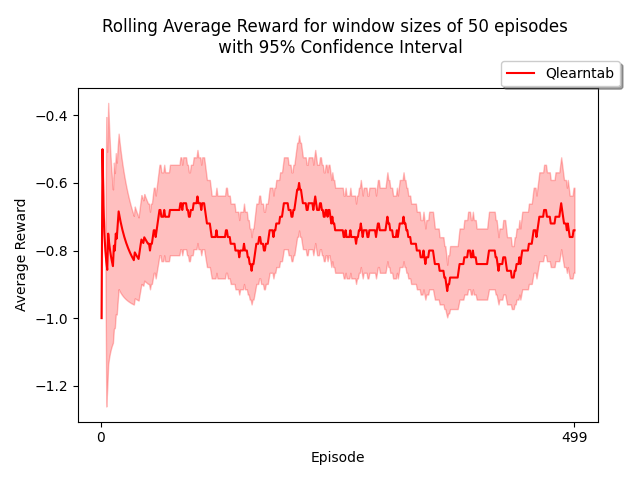 Rolling Average Reward for window sizes of 50 episodes
with 95% Confidence Interval
Qlearntab
−0.4
−0.6
−0.8
−1.0
−1.2
Average Reward
0
499
Episode